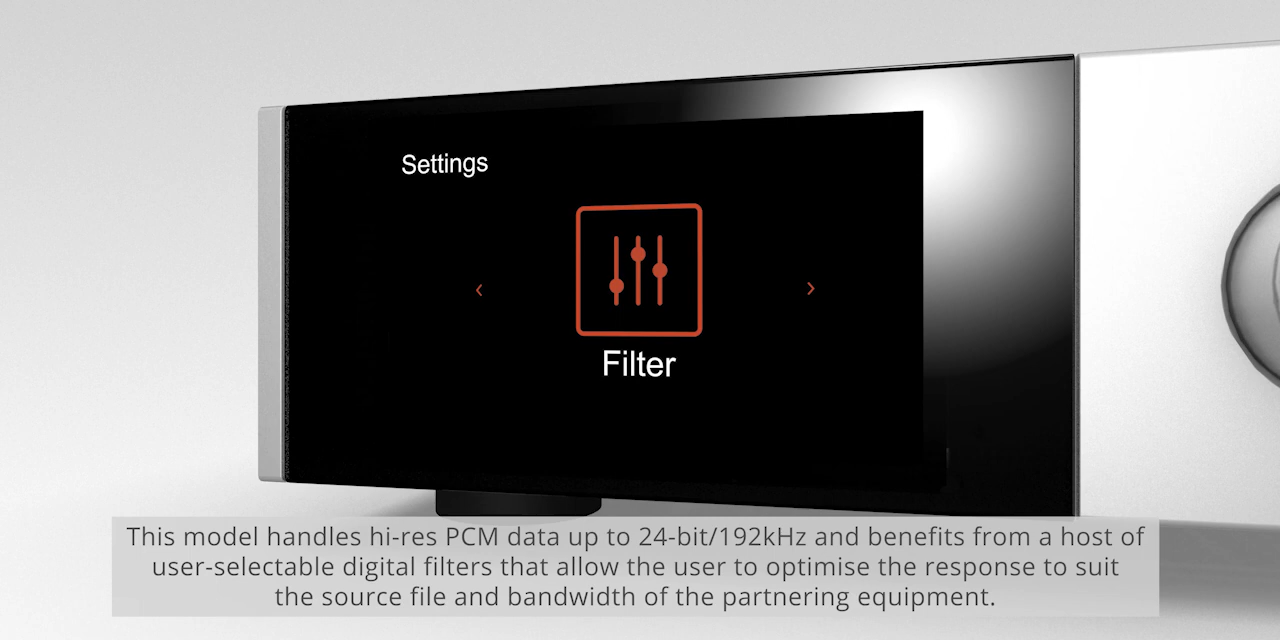 Settings
Filter
This model handles hi-res PCM data up to 24-bit/192kHz and benefits from a host of
user-selectable digital filters that allow the user to optimise the response to suit
the source file and bandwidth of the partnering equipment.